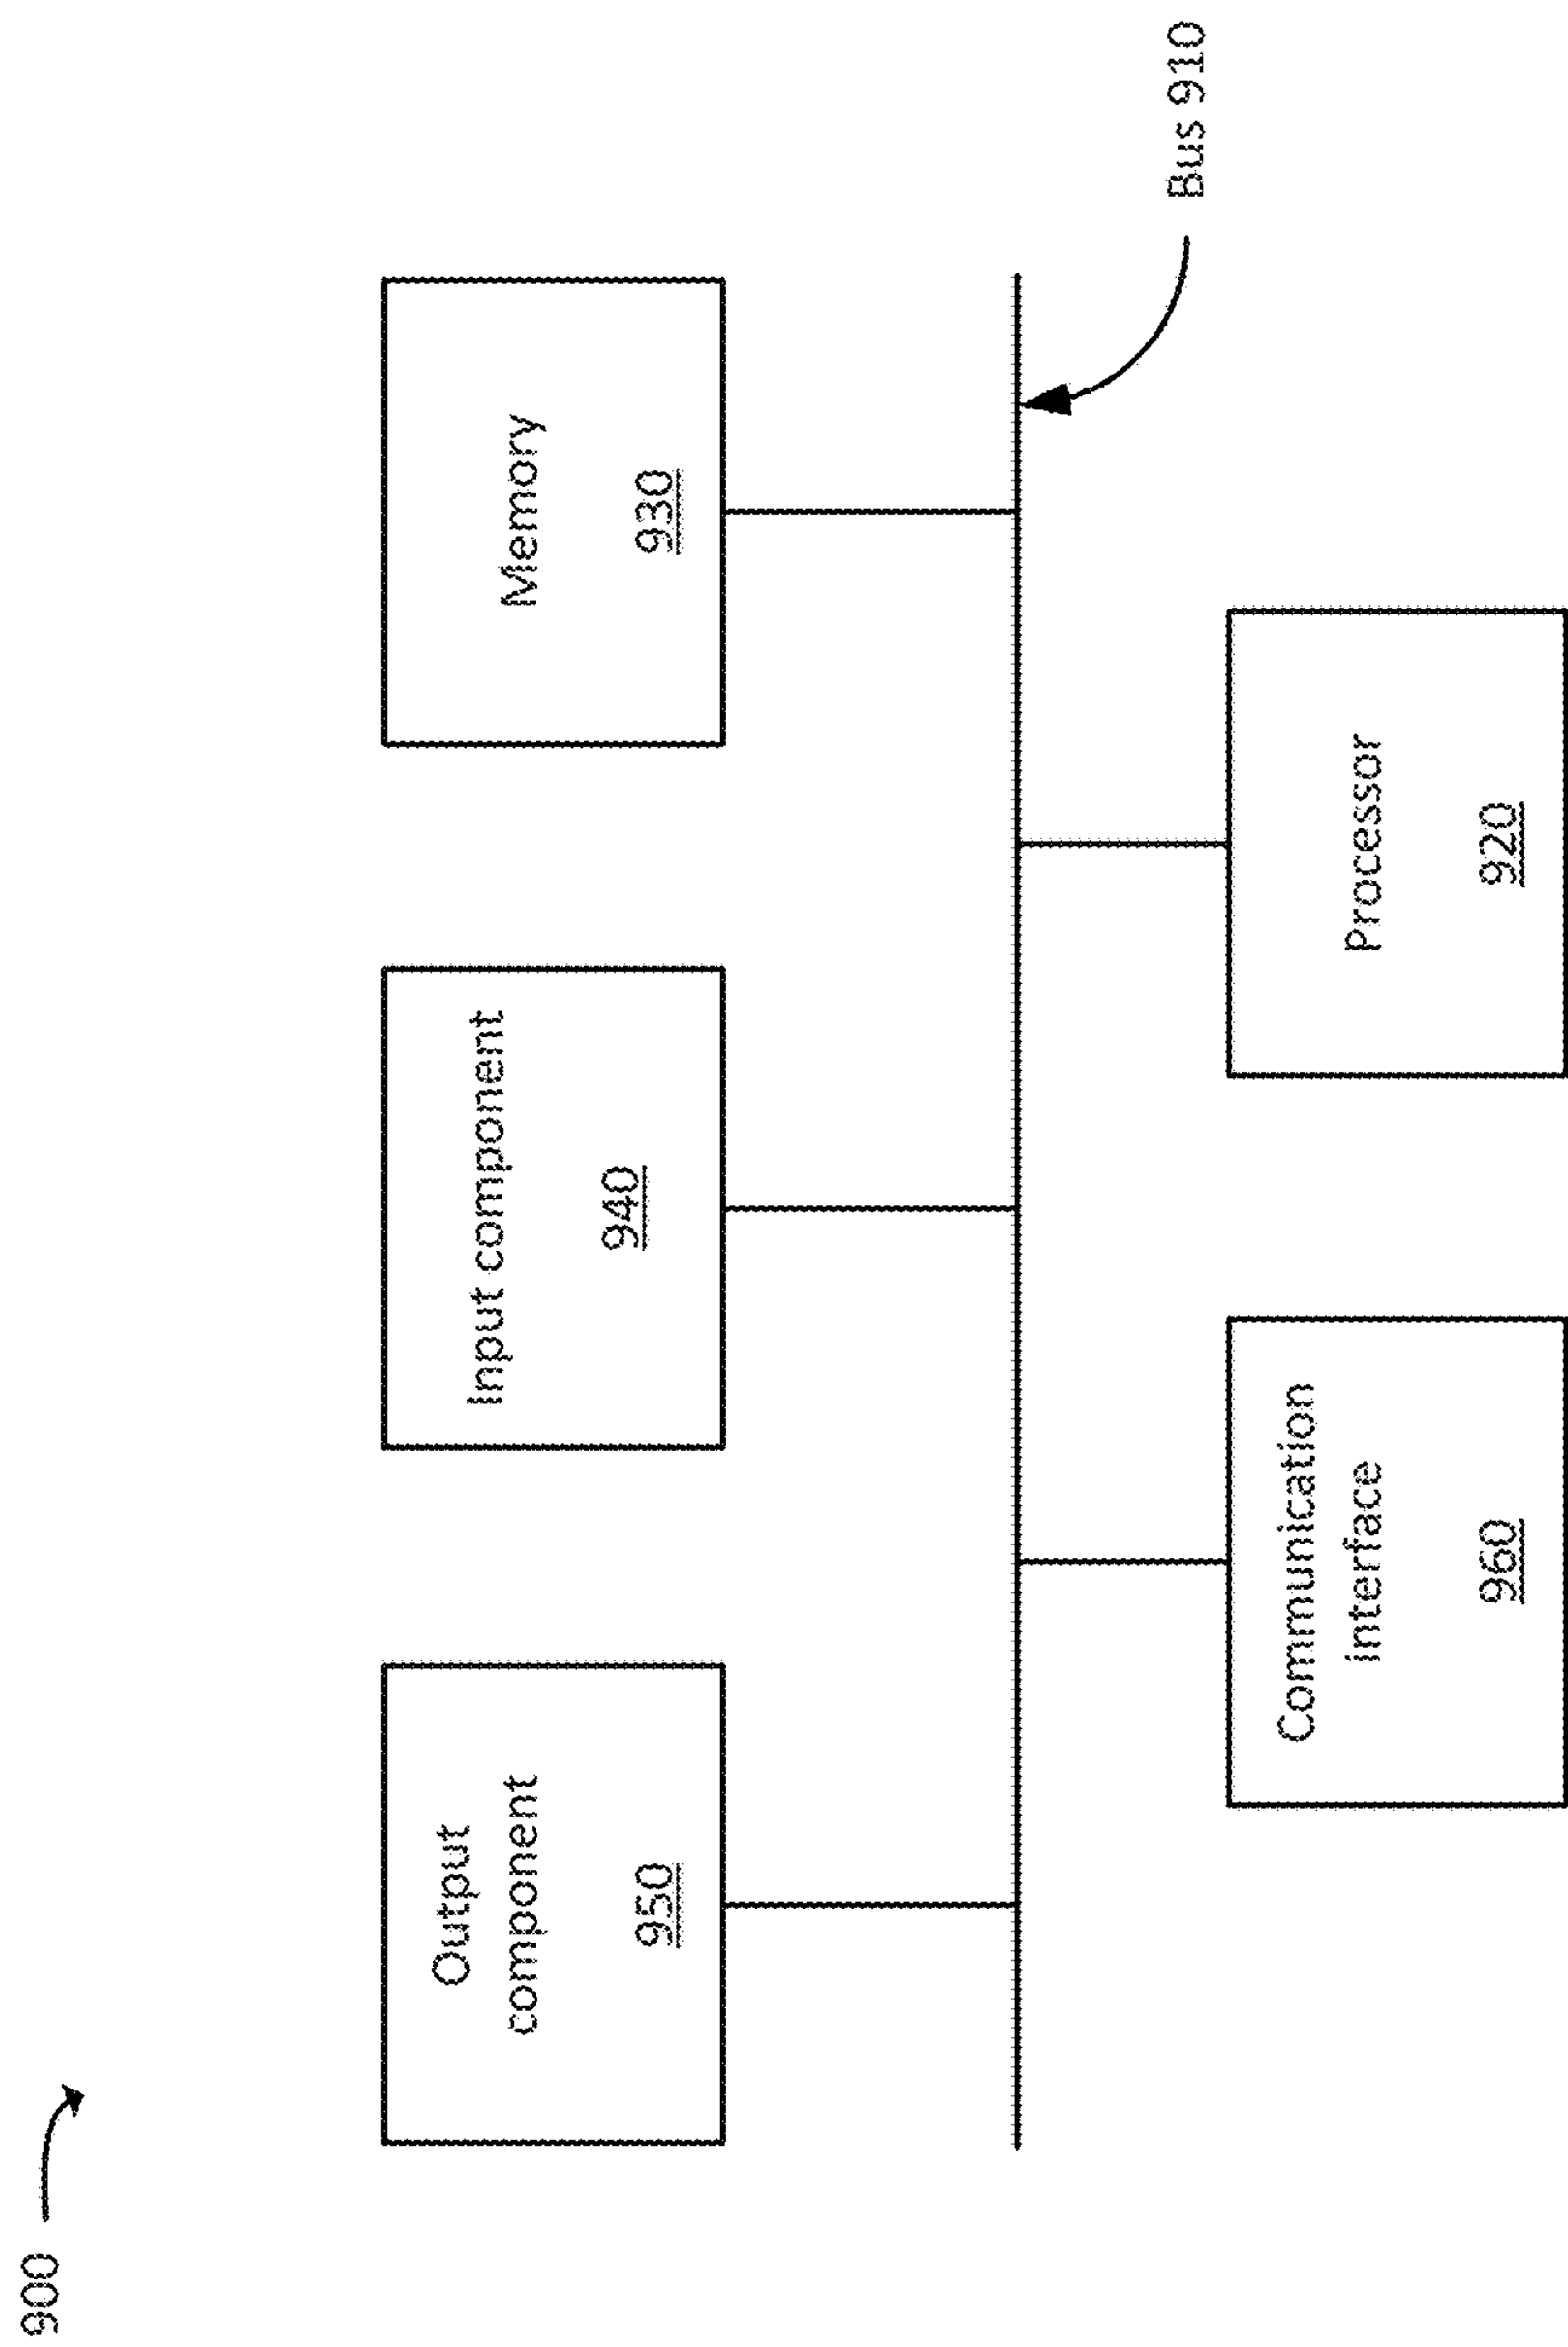 900
Output
component
950
Input component
940
Memory
930
Bus 910
Communication
interface
960
Processor
920